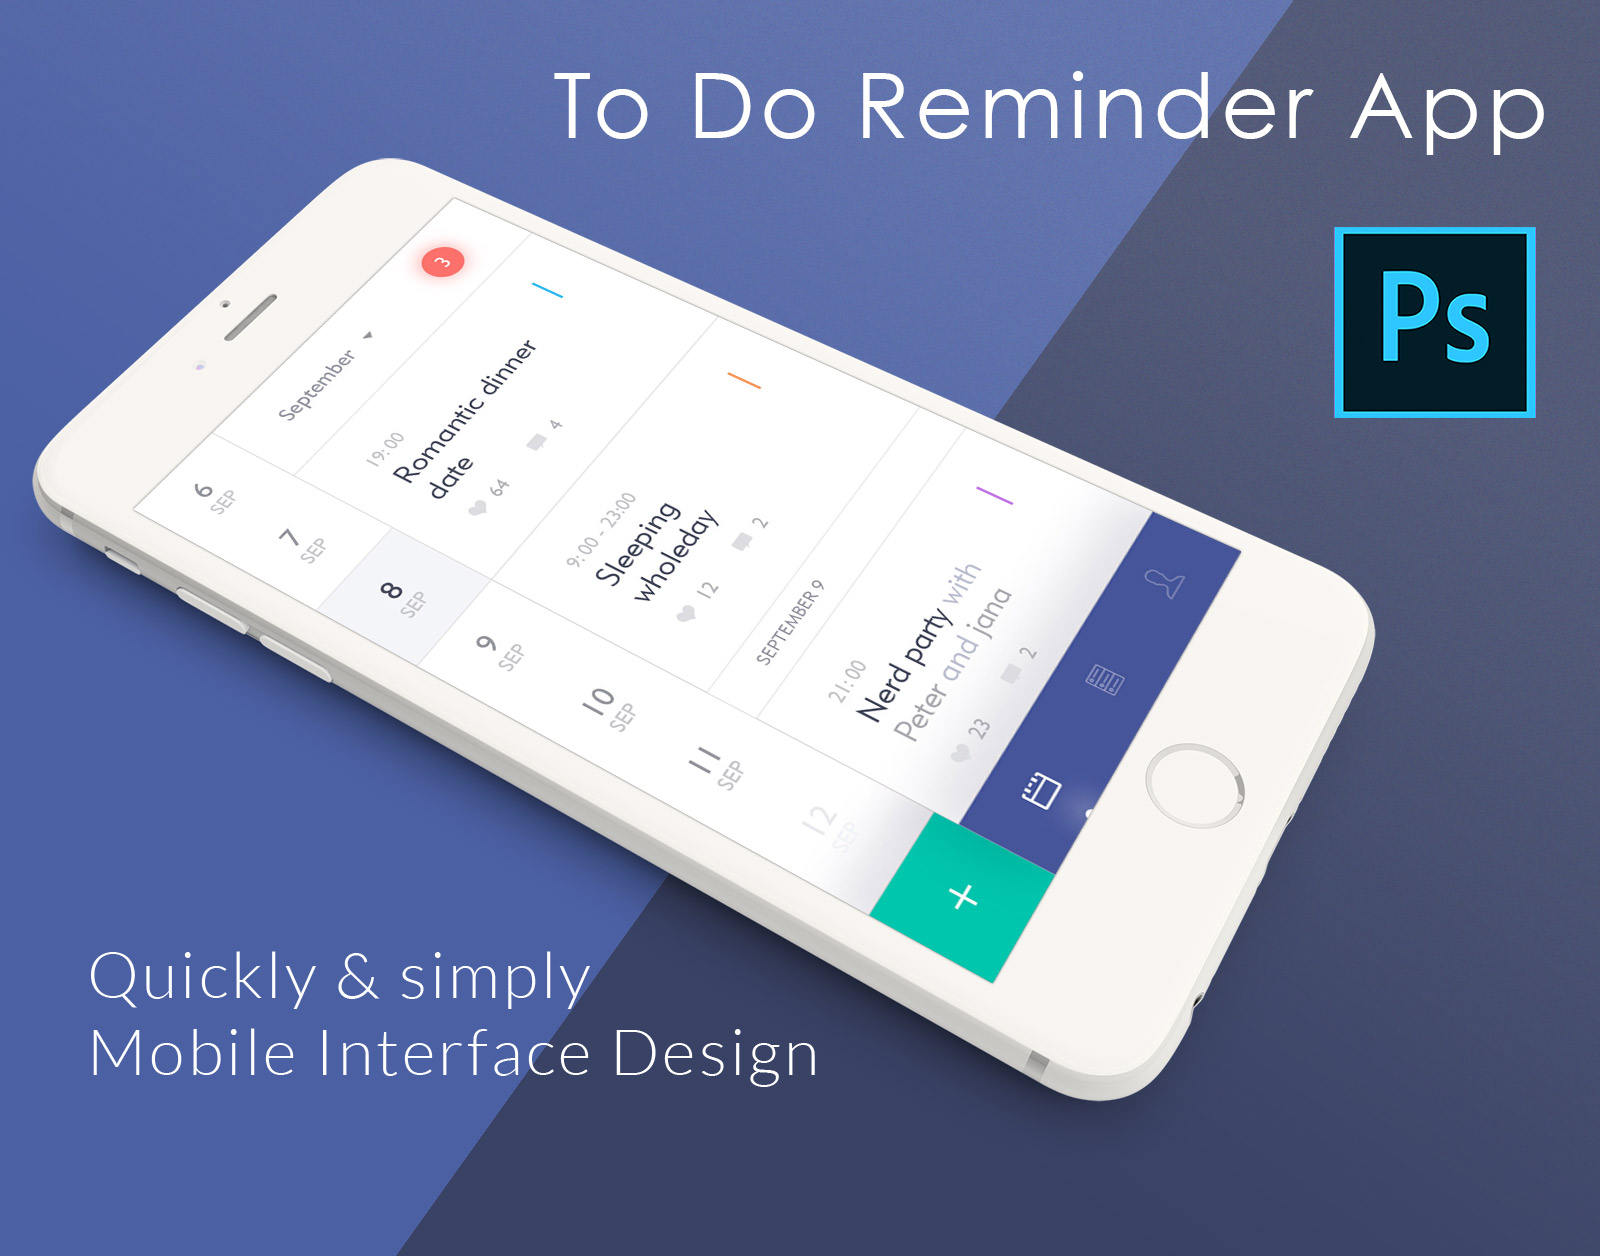 To Do Reminder App
Ps
3
September
6
SEP
7
SEP
8
SEP
9
SEP
10
SEP
11
SEP
12
SEP
19:00
Romantic dinner
date
64 4
9:00 - 23:00
Sleeping
wholeday
12 2
SEPTEMBER 9
21:00
Nerd party with
Peter and jana
23 2
+
Quickly & simply
Mobile Interface Design